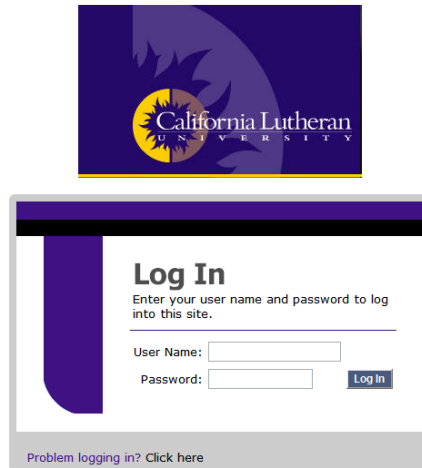 California Lutheran
UNIVERSITY
Log In
Enter your user name and password to log
into this site.
User Name:
Password:
Log In
Problem logging in? Click here